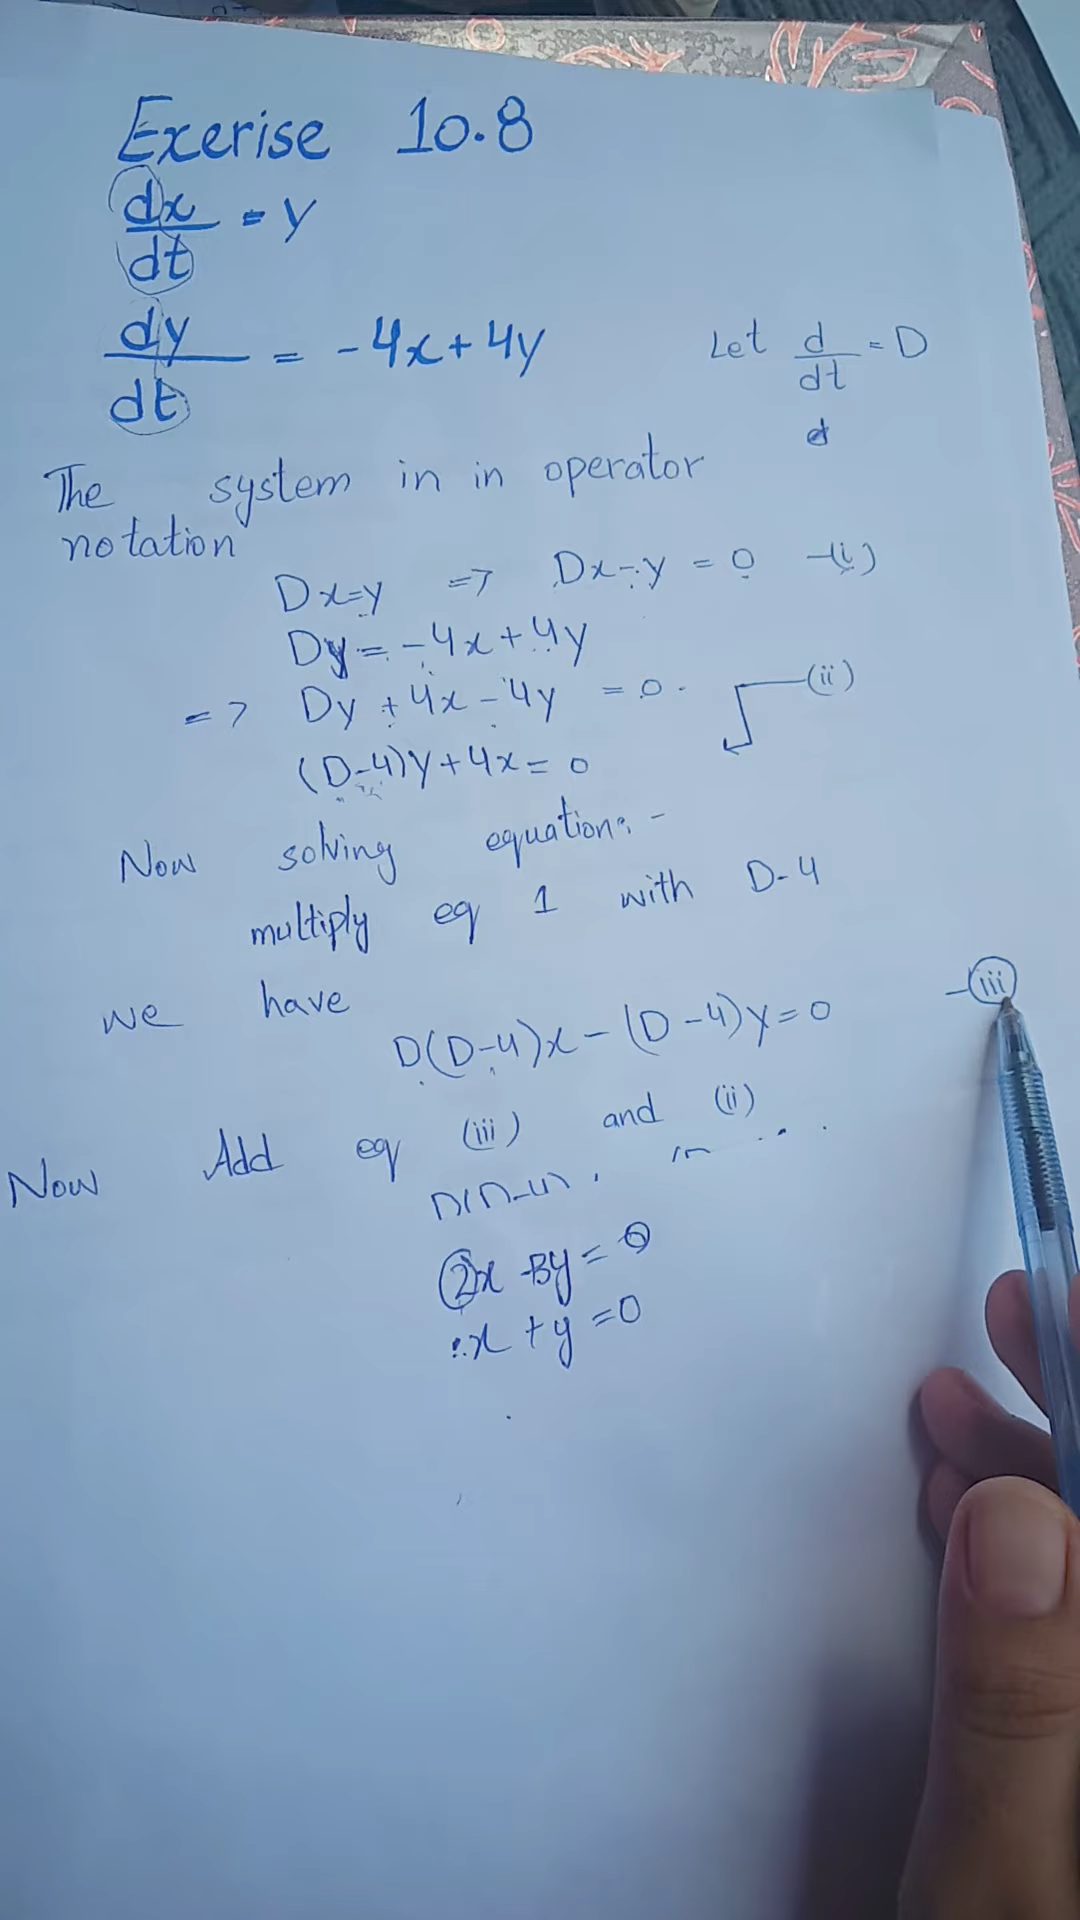 Exerise 10.8
dx/dt = y
dy/dt = -4x+4y
Let d/dt = D
d
The system in in operator
notation
Dx=y => Dx-y = 0 -(i)
Dy=-4x+4y
=> Dy+4x-4y = 0. -(ii)
(D-4)y+4x=0
Now solving equation:-
multiply eq 1 with D-4
we have
D(D-4)x-(D-4)y=0 -(iii)
Now Add eq (iii) and (ii)
x+y=0